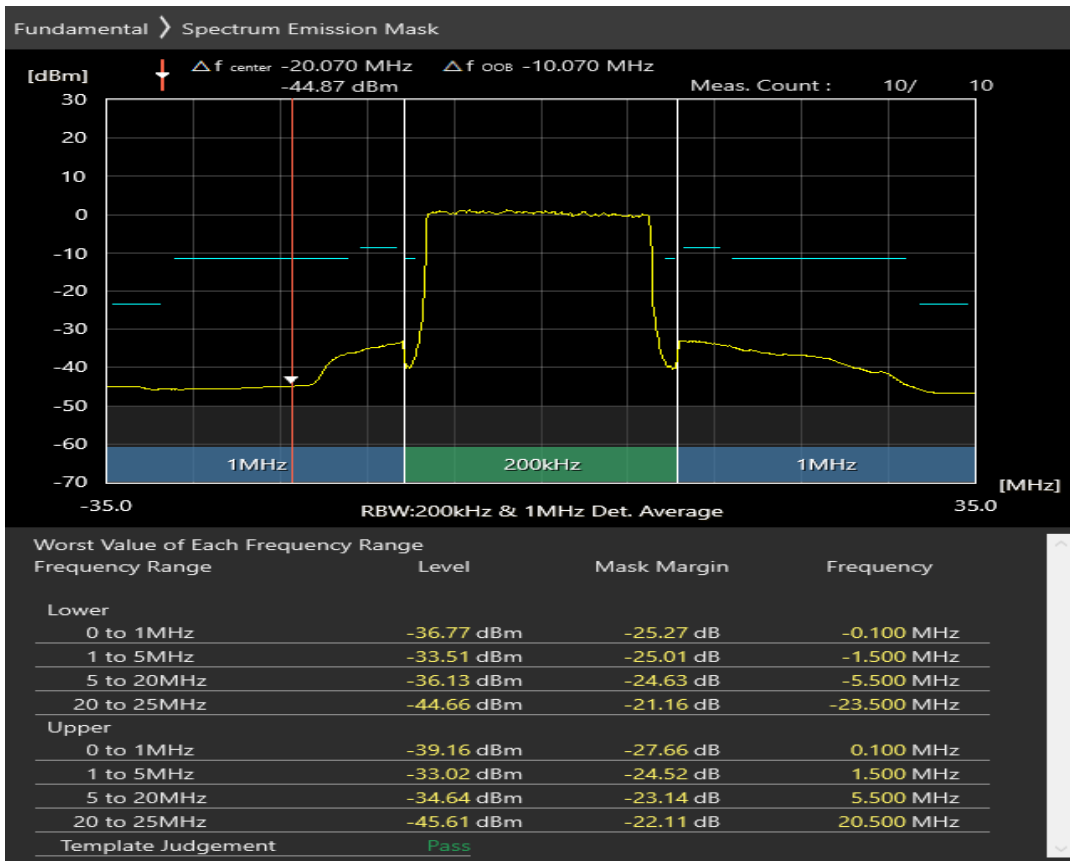 Fundamental ❯ Spectrum Emission Mask
[dBm] △f center -20.070 MHz △f OOB -10.070 MHz
-44.87 dBm Meas. Count : 10/ 10
30
20
10
0
-10
-20
-30
-40
-50
-60
1MHz 200kHz 1MHz
-70
[MHz]
-35.0 RBW:200kHz & 1MHz Det. Average 35.0
Worst Value of Each Frequency Range
Frequency Range Level Mask Margin Frequency
Lower
0 to 1MHz -36.77 dBm -25.27 dB -0.100 MHz
1 to 5MHz -33.51 dBm -25.01 dB -1.500 MHz
5 to 20MHz -36.13 dBm -24.63 dB -5.500 MHz
20 to 25MHz -44.66 dBm -21.16 dB -23.500 MHz
Upper
0 to 1MHz -39.16 dBm -27.66 dB 0.100 MHz
1 to 5MHz -33.02 dBm -24.52 dB 1.500 MHz
5 to 20MHz -34.64 dBm -23.14 dB 5.500 MHz
20 to 25MHz -45.61 dBm -22.11 dB 20.500 MHz
Template Judgement Pass